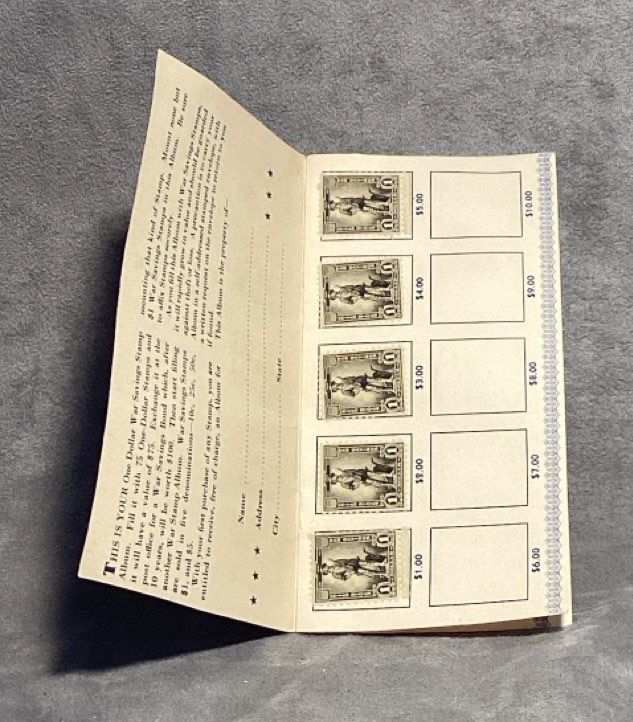 THIS IS YOUR One Dollar War Savings Stamp
Album. Fill it with 75 One-Dollar Stamps and
it will have a value of $75. Exchange it at the
post office for a War Savings Bond which, after
10 years, will be worth $100. Then start filling
another War Stamp Album. War Savings Stamps
are sold in five denominations—10c, 25c, 50c,
$1, and $5.
With your first purchase of any Stamp, you are
entitled to receive, free of charge, an Album for
mounting that kind of Stamp. Mount none but
$1 War Savings Stamps in this Album. Be sure
to affix Stamps securely.
As you fill this Album with War Savings Stamps,
it will rapidly grow in value and should be guarded
against theft or loss. A precaution is to carry your
Album in a self-addressed stamped envelope, with
a written request on the envelope to return to you
if found. This Album is the property of—
Name
Address
City State
$1.00 $2.00 $3.00 $4.00 $5.00
$6.00 $7.00 $8.00 $9.00 $10.00